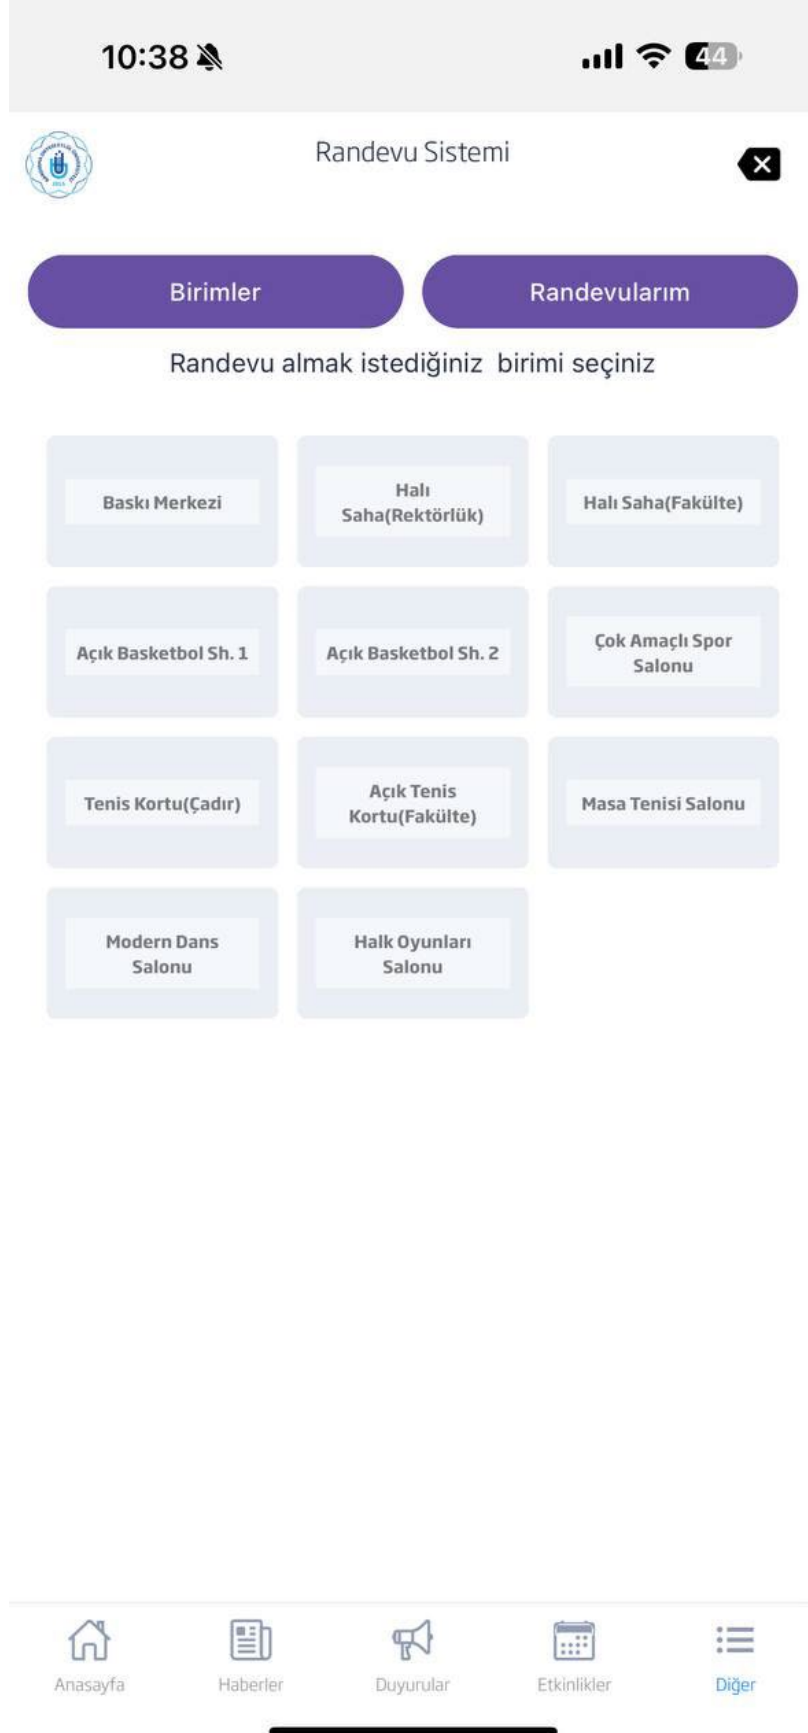 10:38
44
Randevu Sistemi
Birimler
Randevularım
Randevu almak istediğiniz  birimi seçiniz
Baskı Merkezi
Halı
Saha(Rektörlük)
Halı Saha(Fakülte)
Açık Basketbol Sh. 1
Açık Basketbol Sh. 2
Çok Amaçlı Spor
Salonu
Tenis Kortu(Çadır)
Açık Tenis
Kortu(Fakülte)
Masa Tenisi Salonu
Modern Dans
Salonu
Halk Oyunları
Salonu
Anasayfa
Haberler
Duyurular
Etkinlikler
Diğer